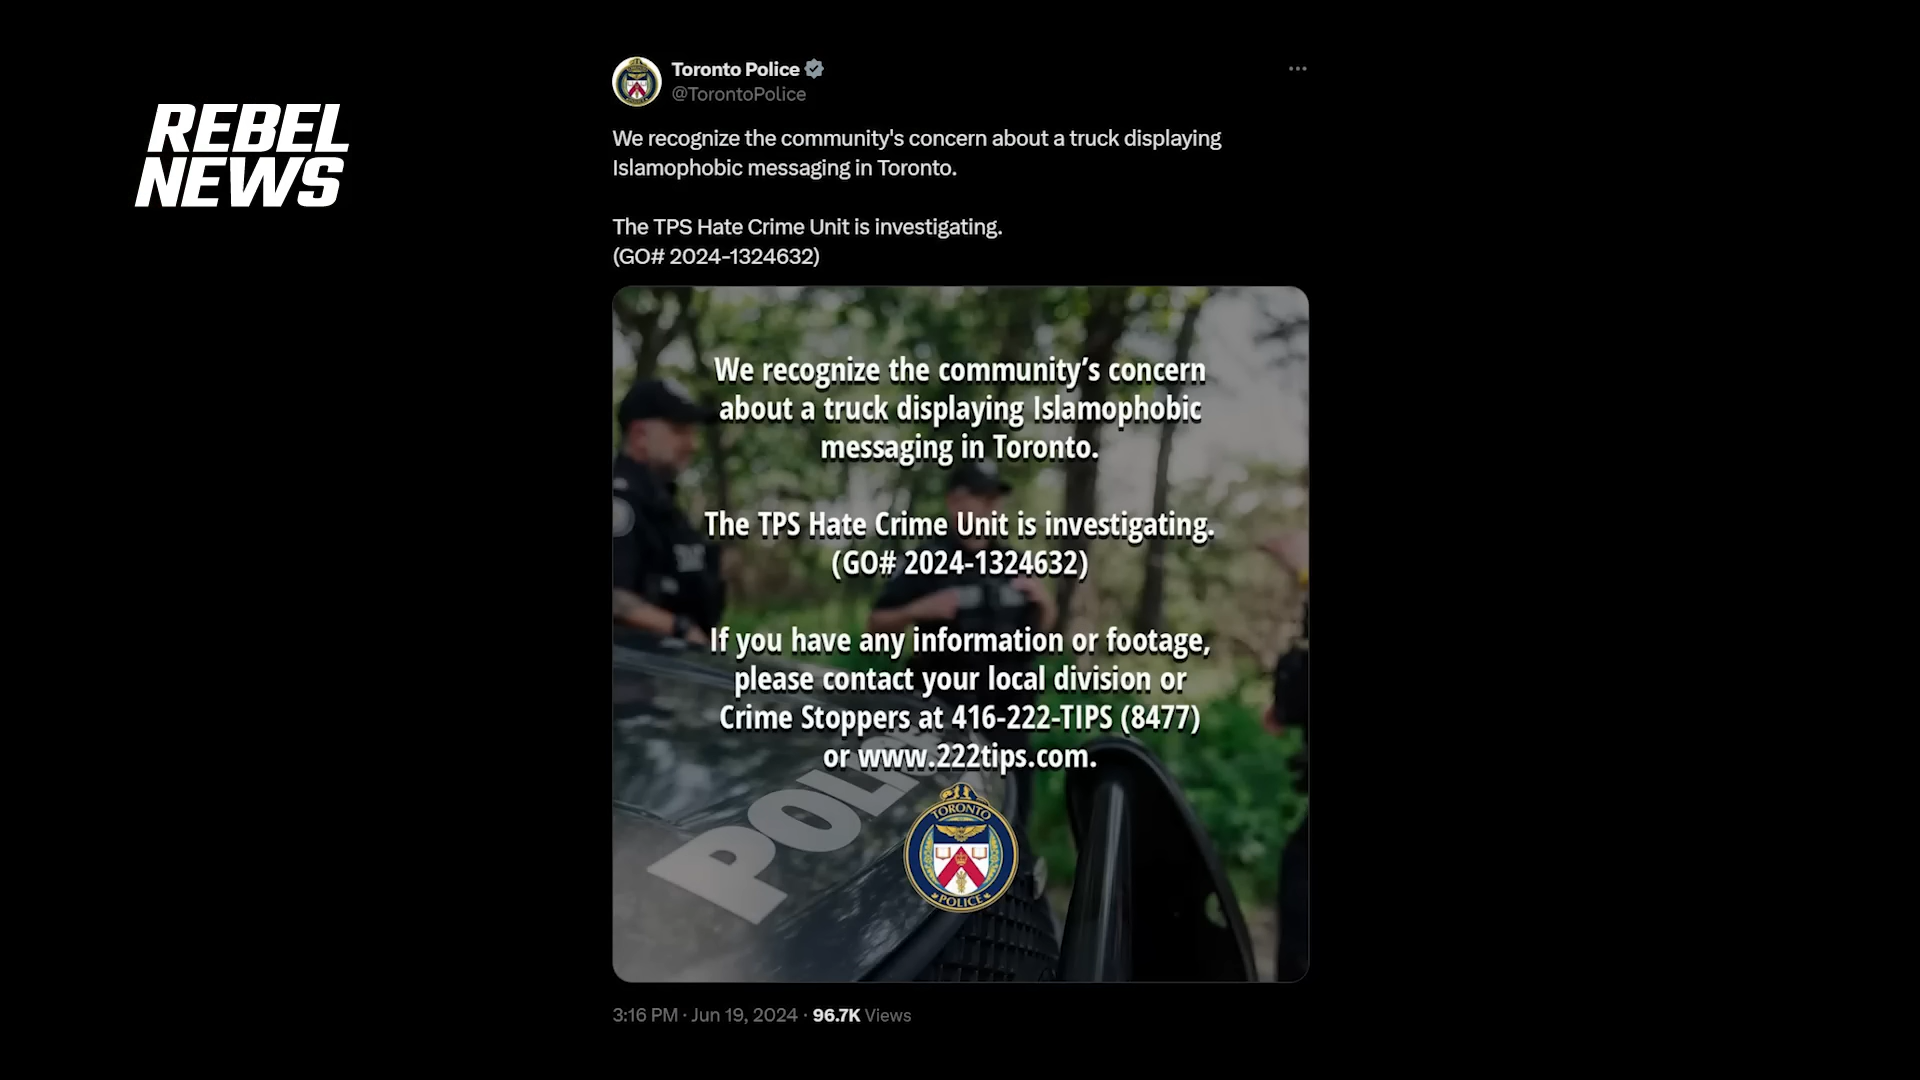 REBEL
NEWS
Toronto Police
@TorontoPolice
We recognize the community's concern about a truck displaying
Islamophobic messaging in Toronto.
The TPS Hate Crime Unit is investigating.
(GO# 2024-1324632)
We recognize the community’s concern
about a truck displaying Islamophobic
messaging in Toronto.
The TPS Hate Crime Unit is investigating.
(GO# 2024-1324632)
If you have any information or footage,
please contact your local division or
Crime Stoppers at 416-222-TIPS (8477)
or www.222tips.com.
POLICE
TORONTO
POLICE
3:16 PM · Jun 19, 2024 · 96.7K Views